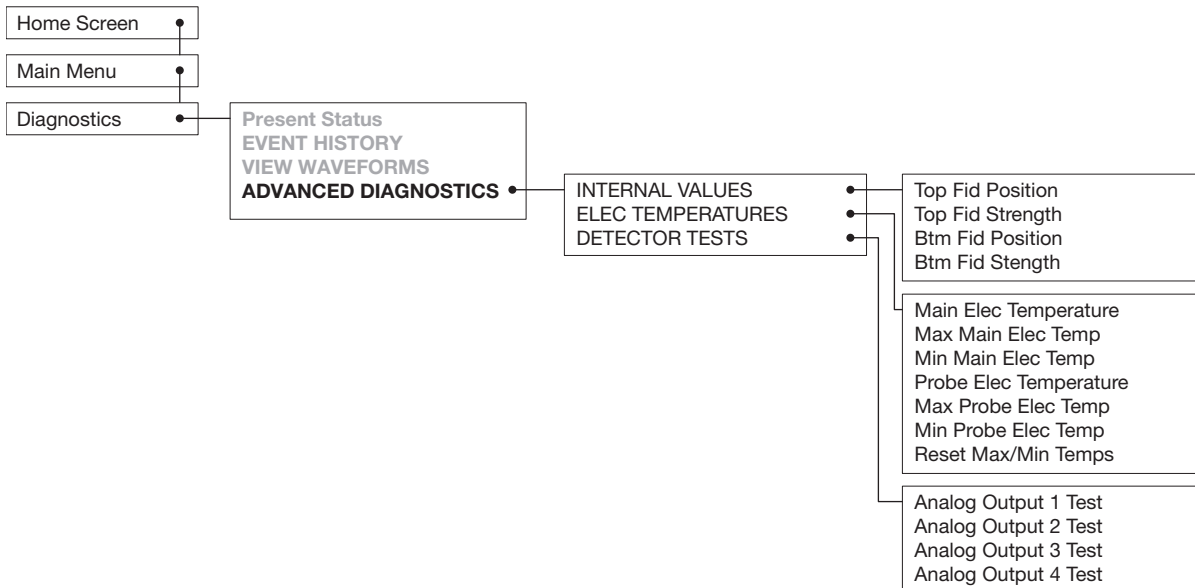 Home Screen
Main Menu
Diagnostics
Present Status
EVENT HISTORY
VIEW WAVEFORMS
ADVANCED DIAGNOSTICS
INTERNAL VALUES
ELEC TEMPERATURES
DETECTOR TESTS
Top Fid Position
Top Fid Strength
Btm Fid Position
Btm Fid Stength
Main Elec Temperature
Max Main Elec Temp
Min Main Elec Temp
Probe Elec Temperature
Max Probe Elec Temp
Min Probe Elec Temp
Reset Max/Min Temps
Analog Output 1 Test
Analog Output 2 Test
Analog Output 3 Test
Analog Output 4 Test